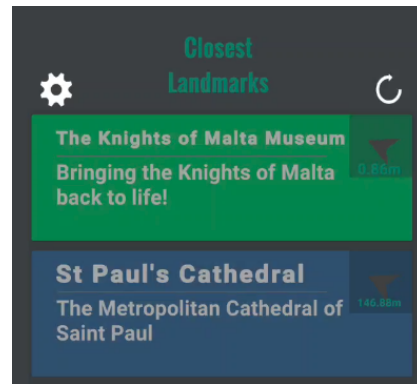 Closest
Landmarks
The Knights of Malta Museum
0.86m
Bringing the Knights of Malta
back to life!
St Paul's Cathedral
146.88m
The Metropolitan Cathedral of
Saint Paul